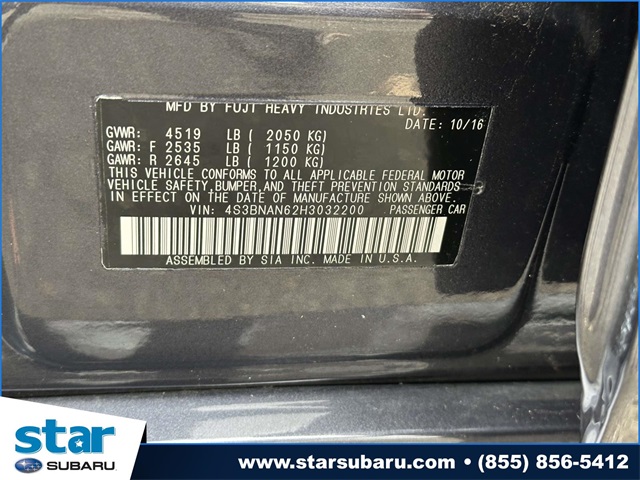 MFD BY FUJI HEAVY INDUSTRIES LTD.
DATE: 10/16
GVWR: 4519 LB ( 2050 KG)
GAWR: F 2535 LB ( 1150 KG)
GAWR: R 2645 LB ( 1200 KG)
THIS VEHICLE CONFORMS TO ALL APPLICABLE FEDERAL MOTOR
VEHICLE SAFETY, BUMPER, AND THEFT PREVENTION STANDARDS
IN EFFECT ON THE DATE OF MANUFACTURE SHOWN ABOVE.
VIN: 4S3BNAN62H3032200 PASSENGER CAR
ASSEMBLED BY SIA INC. MADE IN U.S.A.
star
SUBARU
www.starsubaru.com - (855) 856-5412